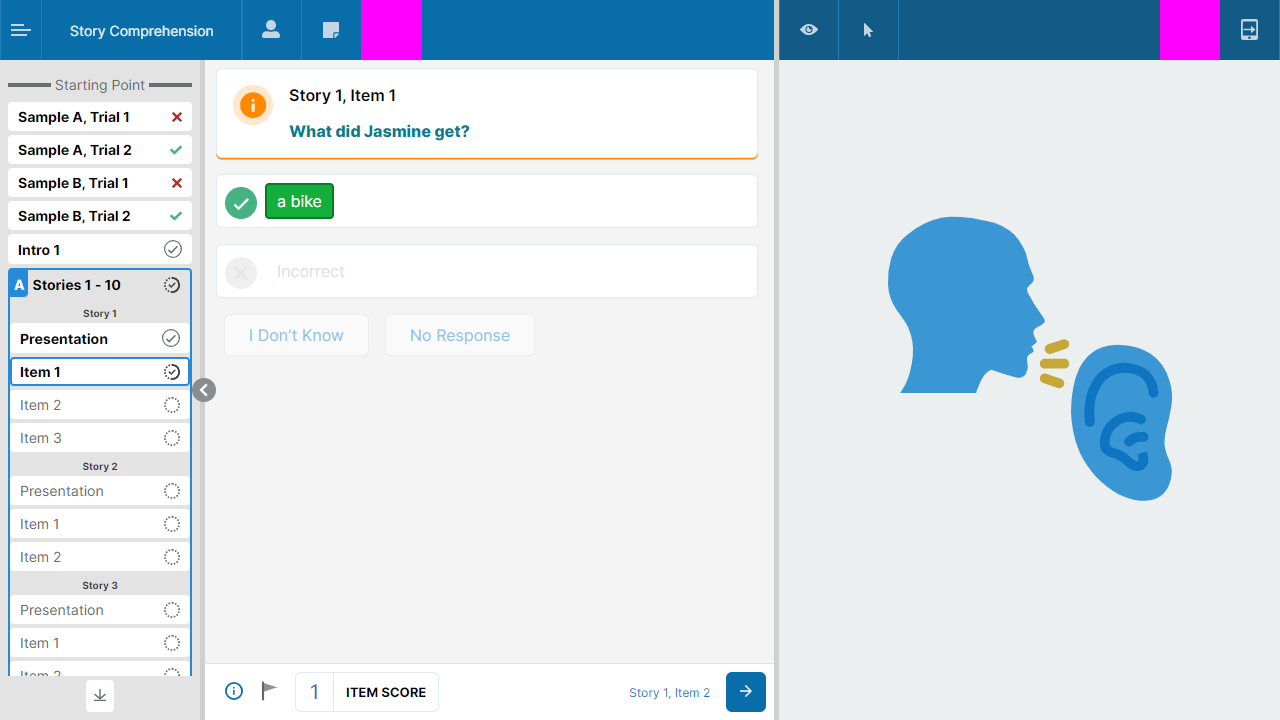 Story Comprehension
Starting Point
Sample A, Trial 1
Sample A, Trial 2
Sample B, Trial 1
Sample B, Trial 2
Intro 1
A Stories 1 - 10
Story 1
Presentation
Item 1
Item 2
Item 3
Story 2
Presentation
Item 1
Item 2
Story 3
Presentation
Item 1
Item 2
Story 1, Item 1
What did Jasmine get?
a bike
Incorrect
I Don't Know
No Response
1 ITEM SCORE
Story 1, Item 2